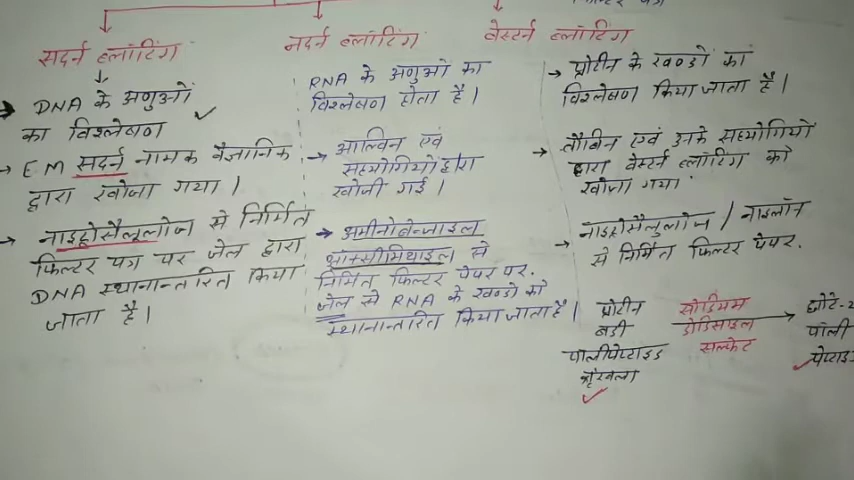 सदर्न ब्लॉटिंग
DNA के अणुओं
का विश्लेषण
EM सदर्न नामक वैज्ञानिक
द्वारा खोजा गया।
नाइट्रोसैलूलोज से निर्मित
फिल्टर पत्र पर जेल द्वारा
DNA स्थानान्तरित किया
जाता है।
नदर्न ब्लॉटिंग
RNA के अणुओं का
विश्लेषण होता है।
आल्विन एवं
सहयोगियों द्वारा
खोजी गई।
अमीनोबेन्जाइल
आक्सीमिथाइल से
निर्मित फिल्टर पेपर पर.
जेल से RNA के खण्डो को
स्थानान्तरित किया जाता है।
वेस्टर्न ब्लॉटिंग
प्रोटीन के खण्डों का
विश्लेषण किया जाता है।
तौबिन एवं उनके सहयोगियो
द्वारा वेस्टर्न ब्लॉटिंग को
खोजा गया
नाइट्रोसैलुलोज / नाइलॉन
से निर्मित फिल्टर पेपर.
प्रोटीन सोडियम छोटे-2
बडी डोडिसाइल पॉली
पालीपेप्टाइड सल्फेट पेप्टाइड
श्रृंखला